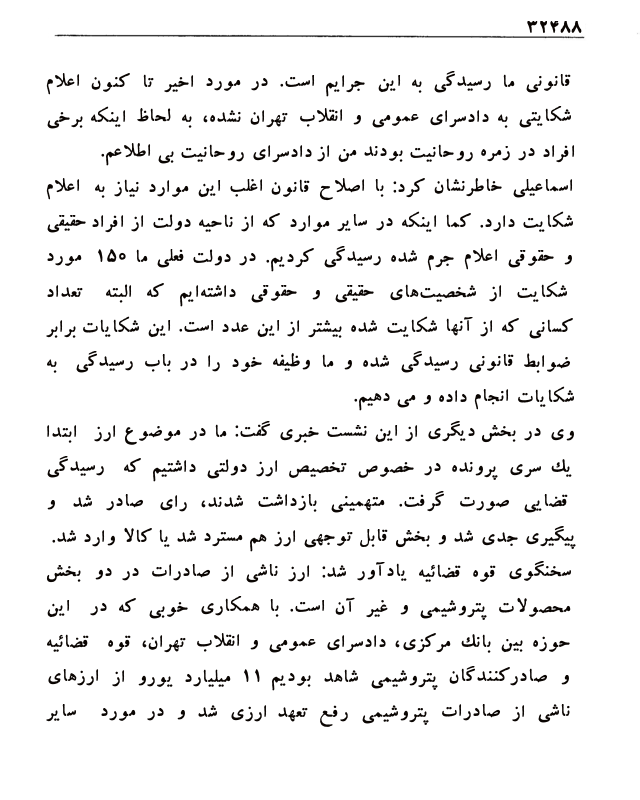 ۳۲۴۸۸
قانونی ما رسیدگی به این جرایم است. در مورد اخیر تا کنون اعلام
شکایتی به دادسرای عمومی و انقلاب تهران نشده، به لحاظ اینکه برخی
افراد در زمره روحانیت بودند من از دادسرای روحانیت بی اطلاعم.
اسماعیلی خاطرنشان کرد: با اصلاح قانون اغلب این موارد نیاز به اعلام
شکایت دارد. کما اینکه در سایر موارد که از ناحیه دولت از افراد حقیقی
و حقوقی اعلام جرم شده رسیدگی کردیم. در دولت فعلی ما ۱۵۰ مورد
شکایت از شخصیت‌های حقیقی و حقوقی داشته‌ایم که البته تعداد
کسانی که از آنها شکایت شده بیشتر از این عدد است. این شکایات برابر
ضوابط قانونی رسیدگی شده و ما وظیفه خود را در باب رسیدگی به
شکایات انجام داده و می دهیم.
وی در بخش دیگری از این نشست خبری گفت: ما در موضوع ارز ابتدا
یك سری پرونده در خصوص تخصیص ارز دولتی داشتیم که رسیدگی
قضایی صورت گرفت. متهمینی بازداشت شدند، رای صادر شد و
پیگیری جدی شد و بخش قابل توجهی ارز هم مسترد شد یا کالا وارد شد.
سخنگوی قوه قضائیه یادآور شد: ارز ناشی از صادرات در دو بخش
محصولات پتروشیمی و غیر آن است. با همکاری خوبی که در این
حوزه بین بانك مرکزی، دادسرای عمومی و انقلاب تهران، قوه قضائیه
و صادرکنندگان پتروشیمی شاهد بودیم ۱۱ میلیارد یورو از ارزهای
ناشی از صادرات پتروشیمی رفع تعهد ارزی شد و در مورد سایر